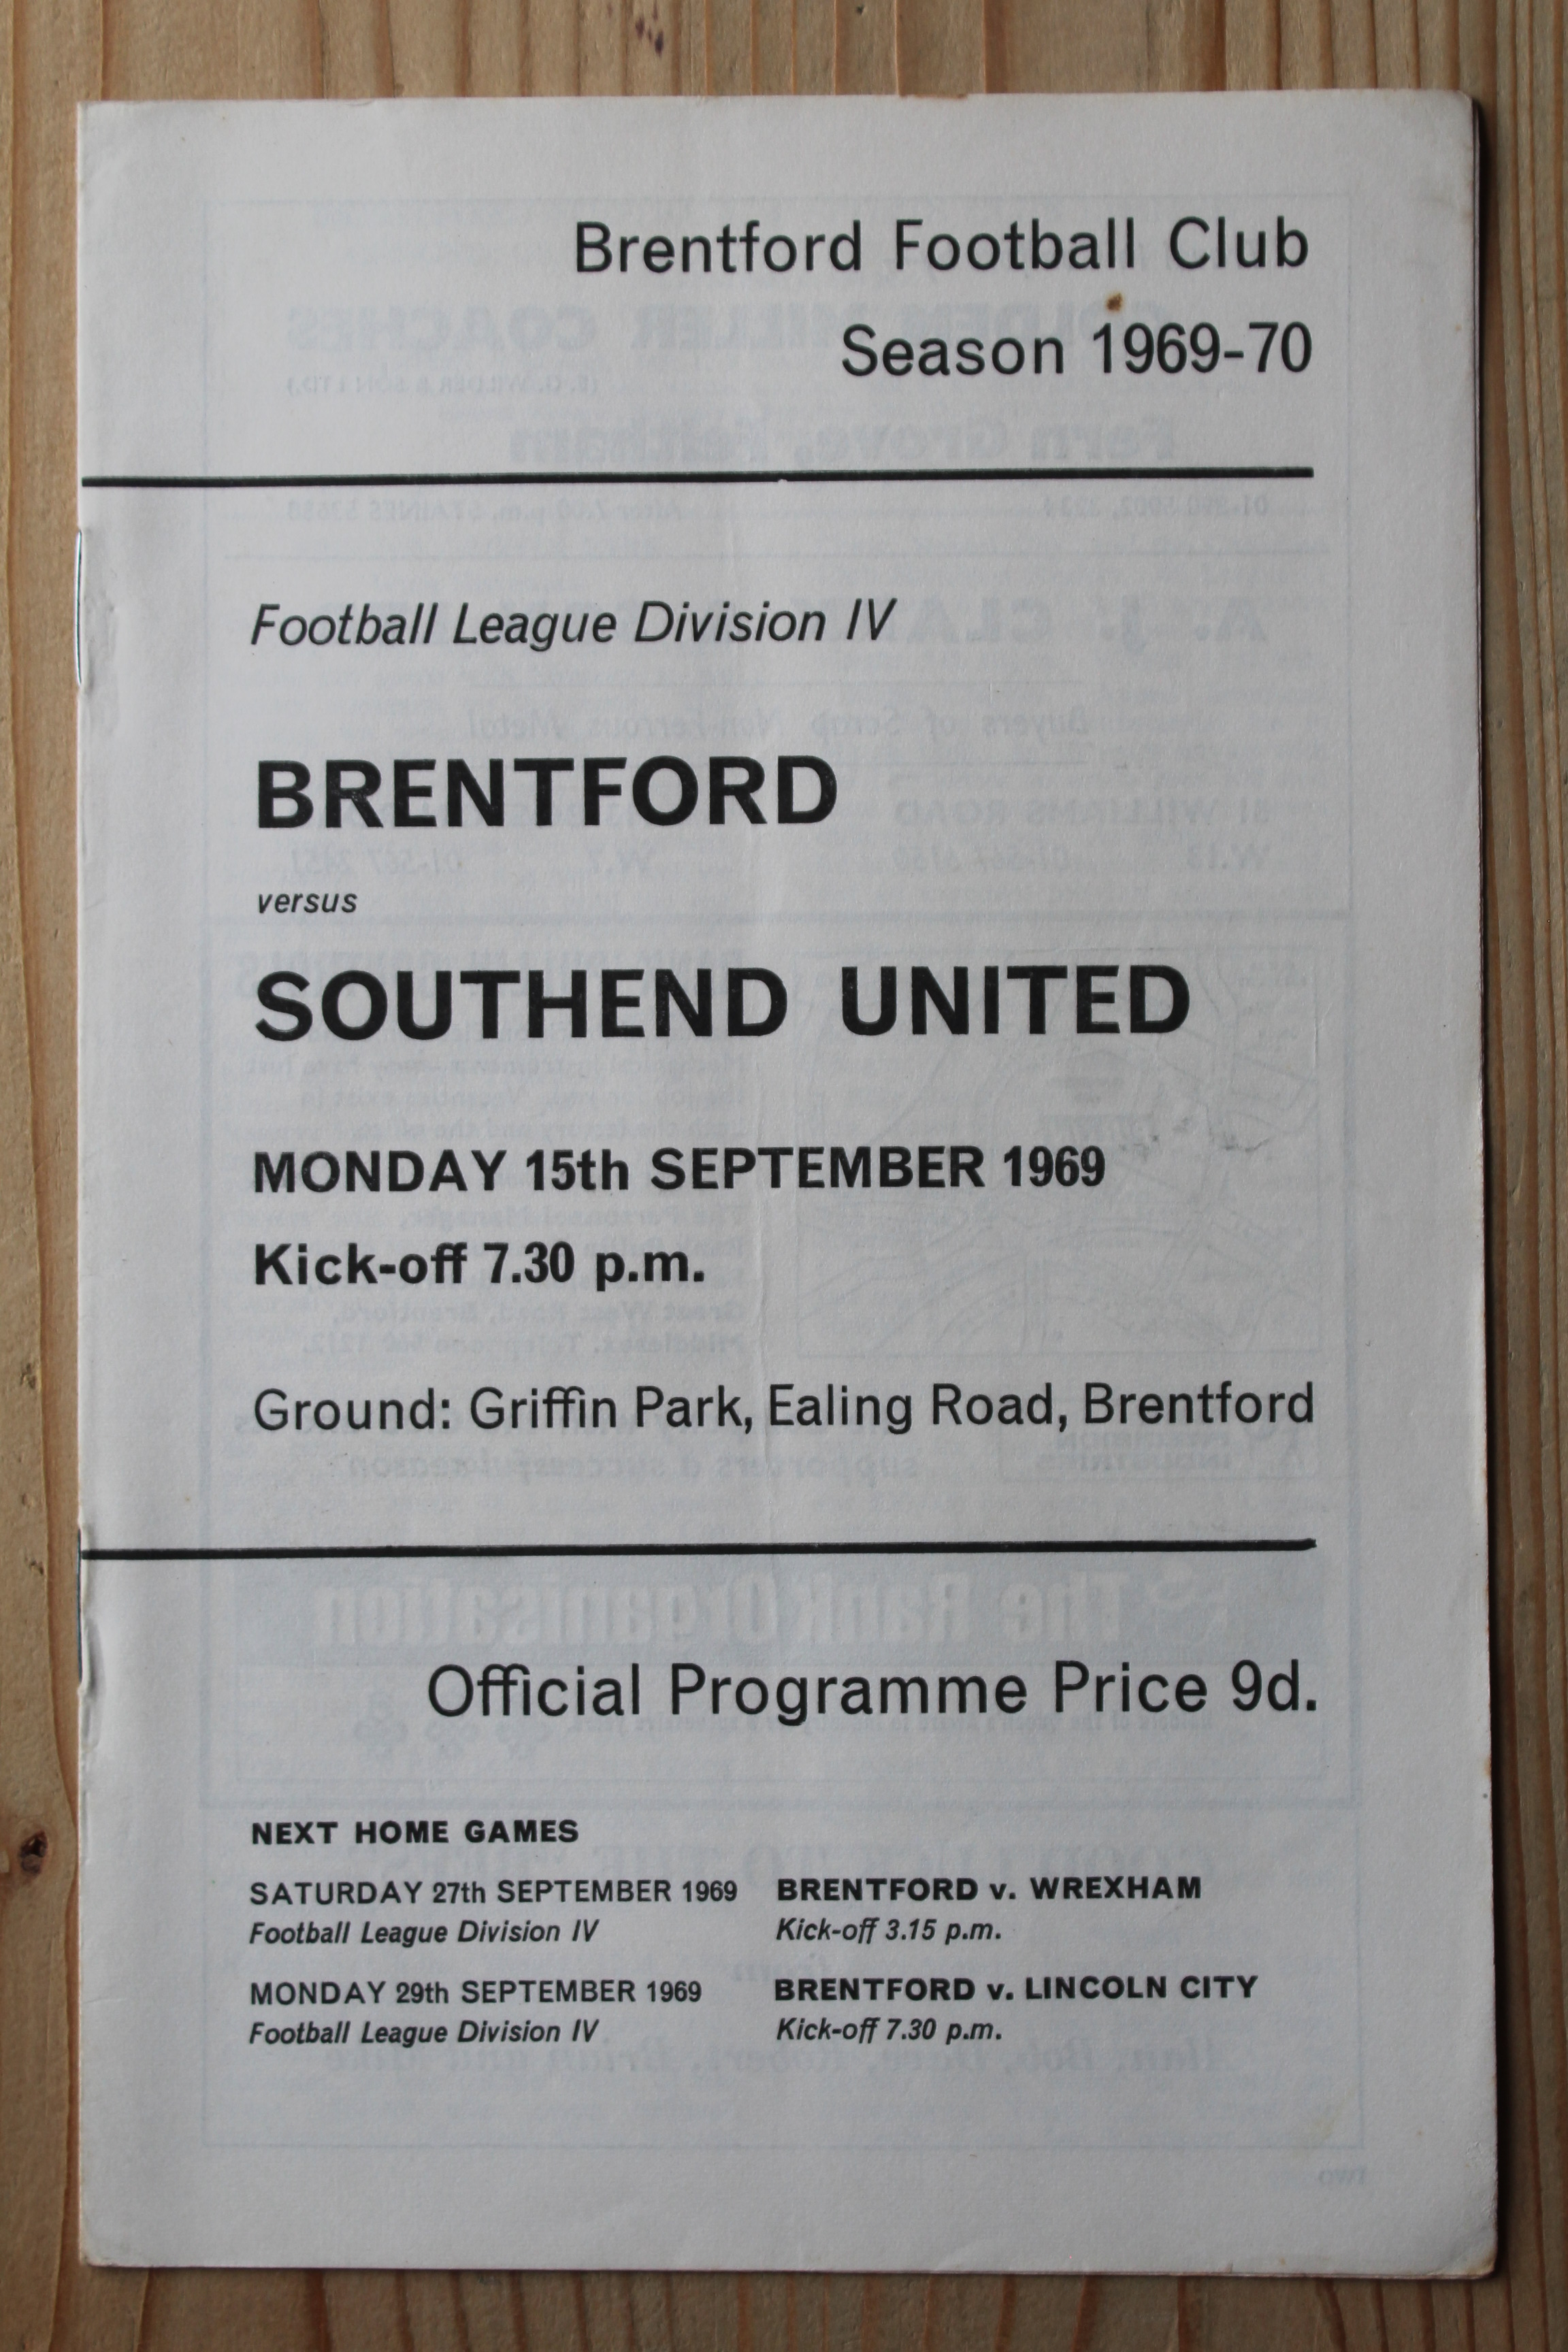 Brentford Football Club
Season 1969-70
Football League Division IV
BRENTFORD
versus
SOUTHEND UNITED
MONDAY 15th SEPTEMBER 1969
Kick-off 7.30 p.m.
Ground: Griffin Park, Ealing Road, Brentford
Official Programme Price 9d.
NEXT HOME GAMES
SATURDAY 27th SEPTEMBER 1969 BRENTFORD v. WREXHAM
Football League Division IV Kick-off 3.15 p.m.
MONDAY 29th SEPTEMBER 1969 BRENTFORD v. LINCOLN CITY
Football League Division IV Kick-off 7.30 p.m.